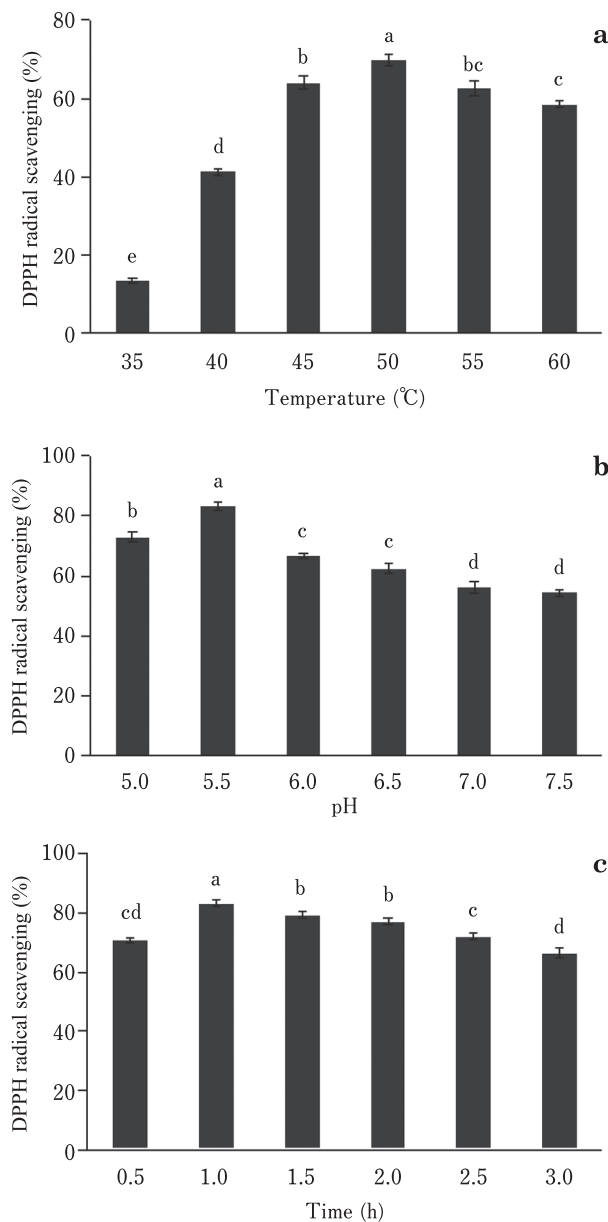 a
DPPH radical scavenging (%)
80
60
40
20
0
e
d
b
a
bc
c
35 40 45 50 55 60
Temperature (℃)
b
DPPH radical scavenging (%)
100
80
60
40
20
0
b
a
c
c
d
d
5.0 5.5 6.0 6.5 7.0 7.5
pH
c
DPPH radical scavenging (%)
100
80
60
40
20
0
cd
a
b
b
c
d
0.5 1.0 1.5 2.0 2.5 3.0
Time (h)